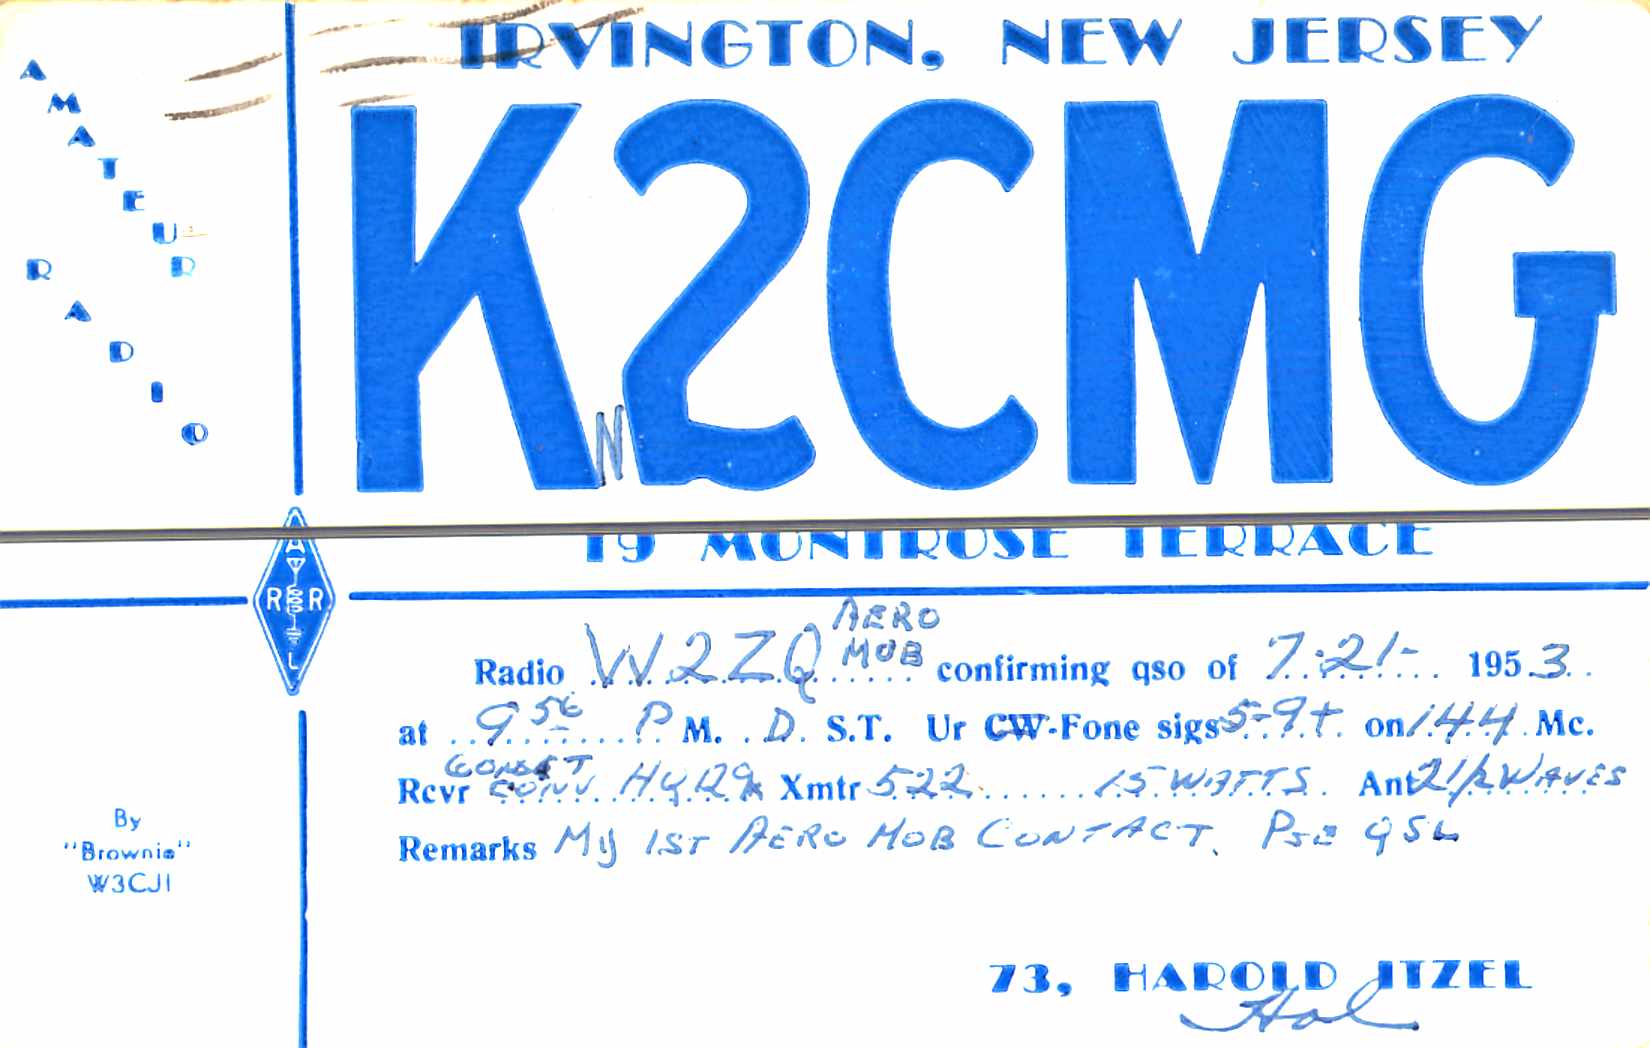 IRVINGTON, NEW JERSEY
AMATEUR
RADIO
K2CMG
N
19 MONTROSE TERRACE
A
R R
L
AERO
Radio W2ZQ MOB confirming qso of 7-21- 1953
at 9 56 P M. D. S.T. Ur CW-Fone sigs 5-9+ on 144 Mc.
GONSET
Rcvr CONV HQ129X Xmtr 522 15 WATTS Ant 2 1/2 WAVES
Remarks My 1ST AERO MOB CONTACT. PSE QSL
By
"Brownie"
W3CJI
73, HAROLD ITZEL
Hal